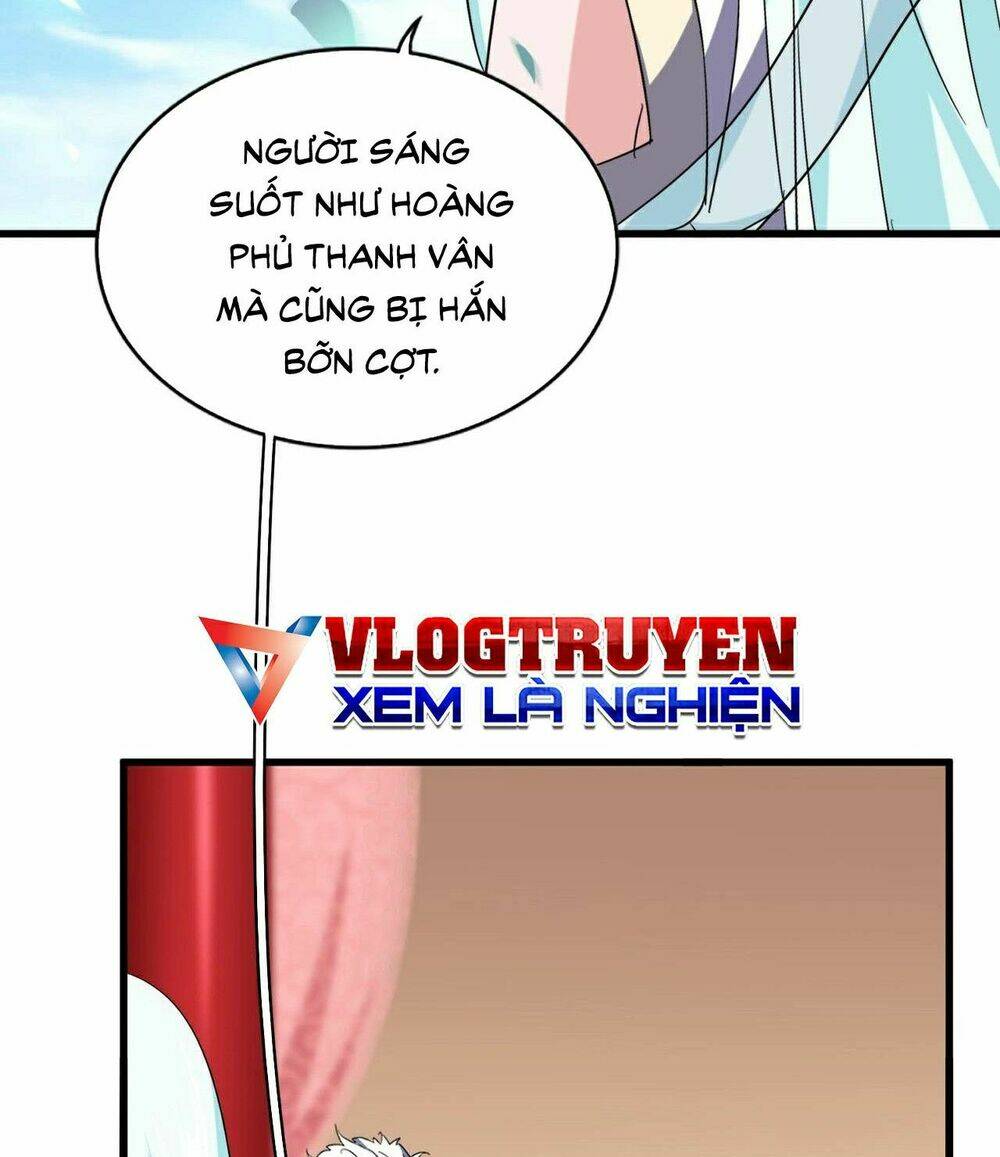 NGƯỜI SÁNG
SUỐT NHƯ HOÀNG
PHỦ THANH VÂN
MÀ CŨNG BỊ HẮN
BỠN CỢT.
VLOGTRUYEN
XEM LÀ NGHIỆN